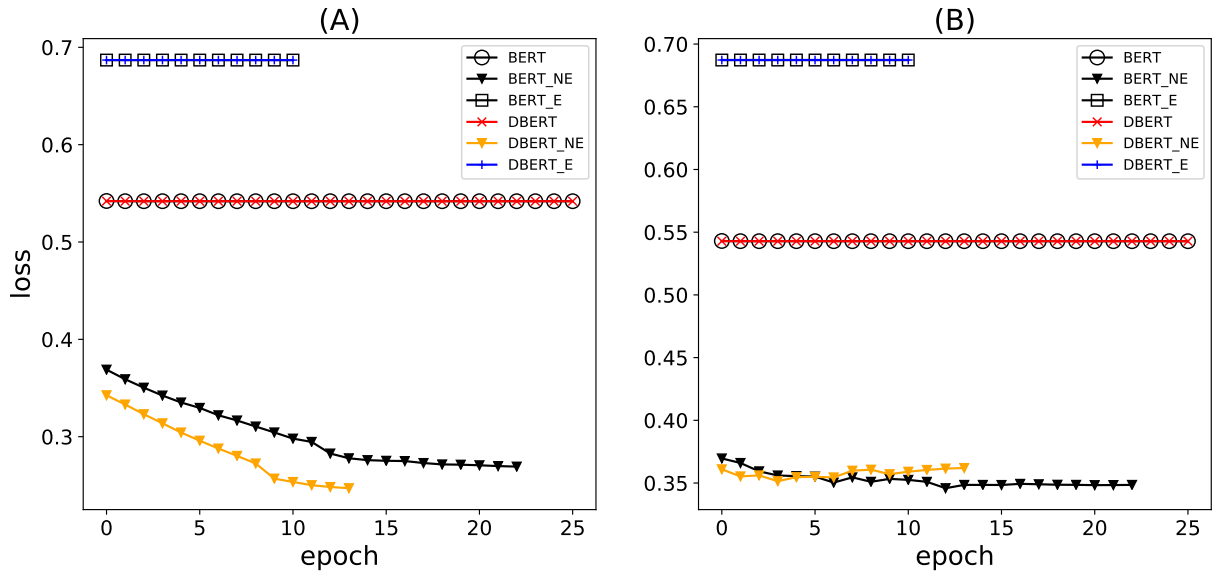 (A)
loss
0.7
0.6
0.5
0.4
0.3
BERT
BERT_NE
BERT_E
DBERT
DBERT_NE
DBERT_E
0 5 10 15 20 25
epoch
(B)
0.70
0.65
0.60
0.55
0.50
0.45
0.40
0.35
BERT
BERT_NE
BERT_E
DBERT
DBERT_NE
DBERT_E
0 5 10 15 20 25
epoch